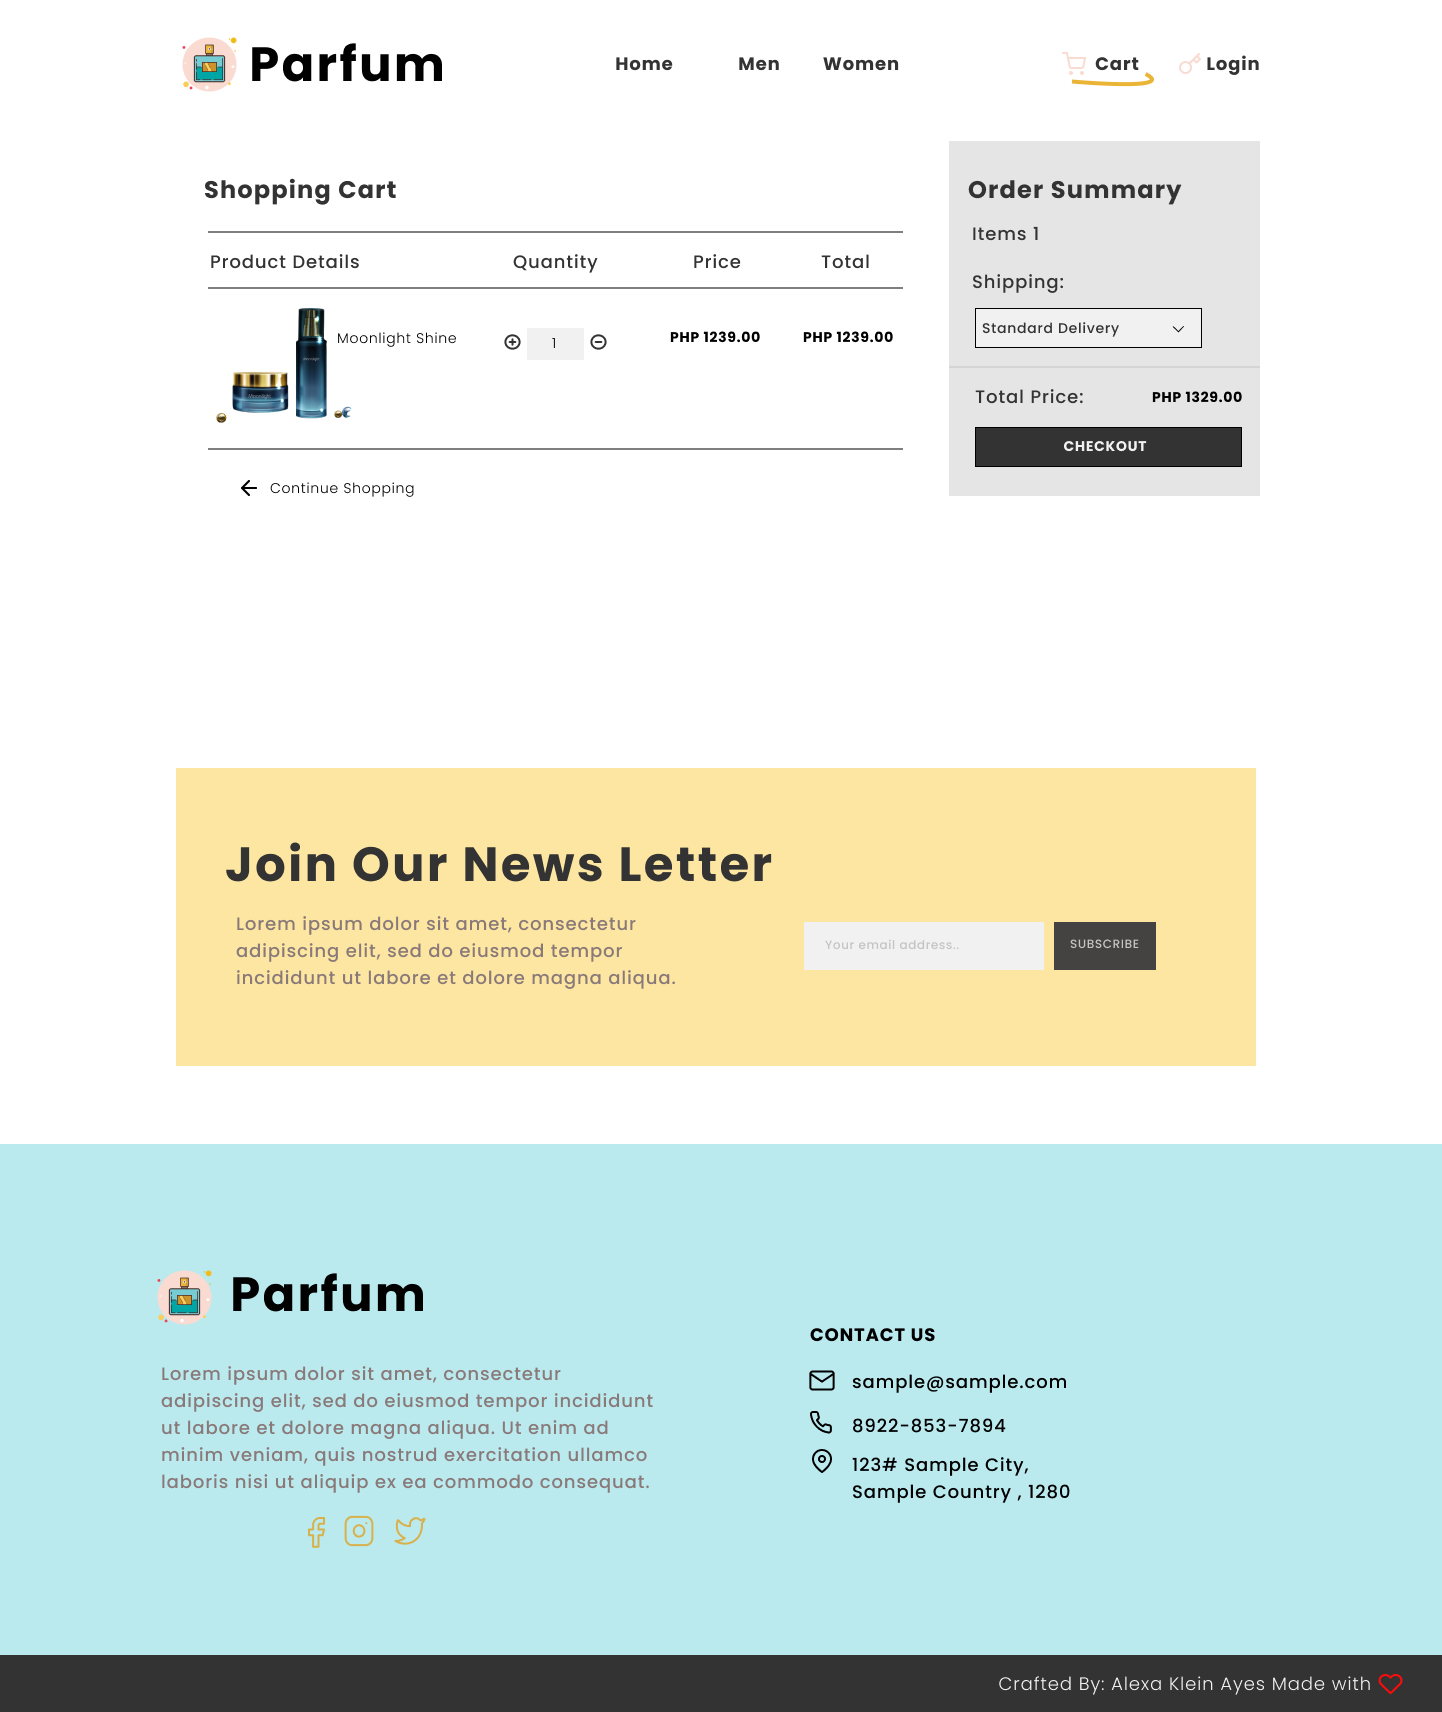 Parfum
Home Men Women Cart Login
Shopping Cart
Product Details Quantity Price Total
Moonlight Shine 1 PHP 1239.00 PHP 1239.00
Moonlight
Continue Shopping
Order Summary
Items 1
Shipping:
Standard Delivery
Total Price: PHP 1329.00
CHECKOUT
Join Our News Letter
Lorem ipsum dolor sit amet, consectetur
adipiscing elit, sed do eiusmod tempor
incididunt ut labore et dolore magna aliqua.
Your email address..
SUBSCRIBE
Parfum
Lorem ipsum dolor sit amet, consectetur
adipiscing elit, sed do eiusmod tempor incididunt
ut labore et dolore magna aliqua. Ut enim ad
minim veniam, quis nostrud exercitation ullamco
laboris nisi ut aliquip ex ea commodo consequat.
CONTACT US
sample@sample.com
8922-853-7894
123# Sample City,
Sample Country , 1280
Crafted By: Alexa Klein Ayes Made with